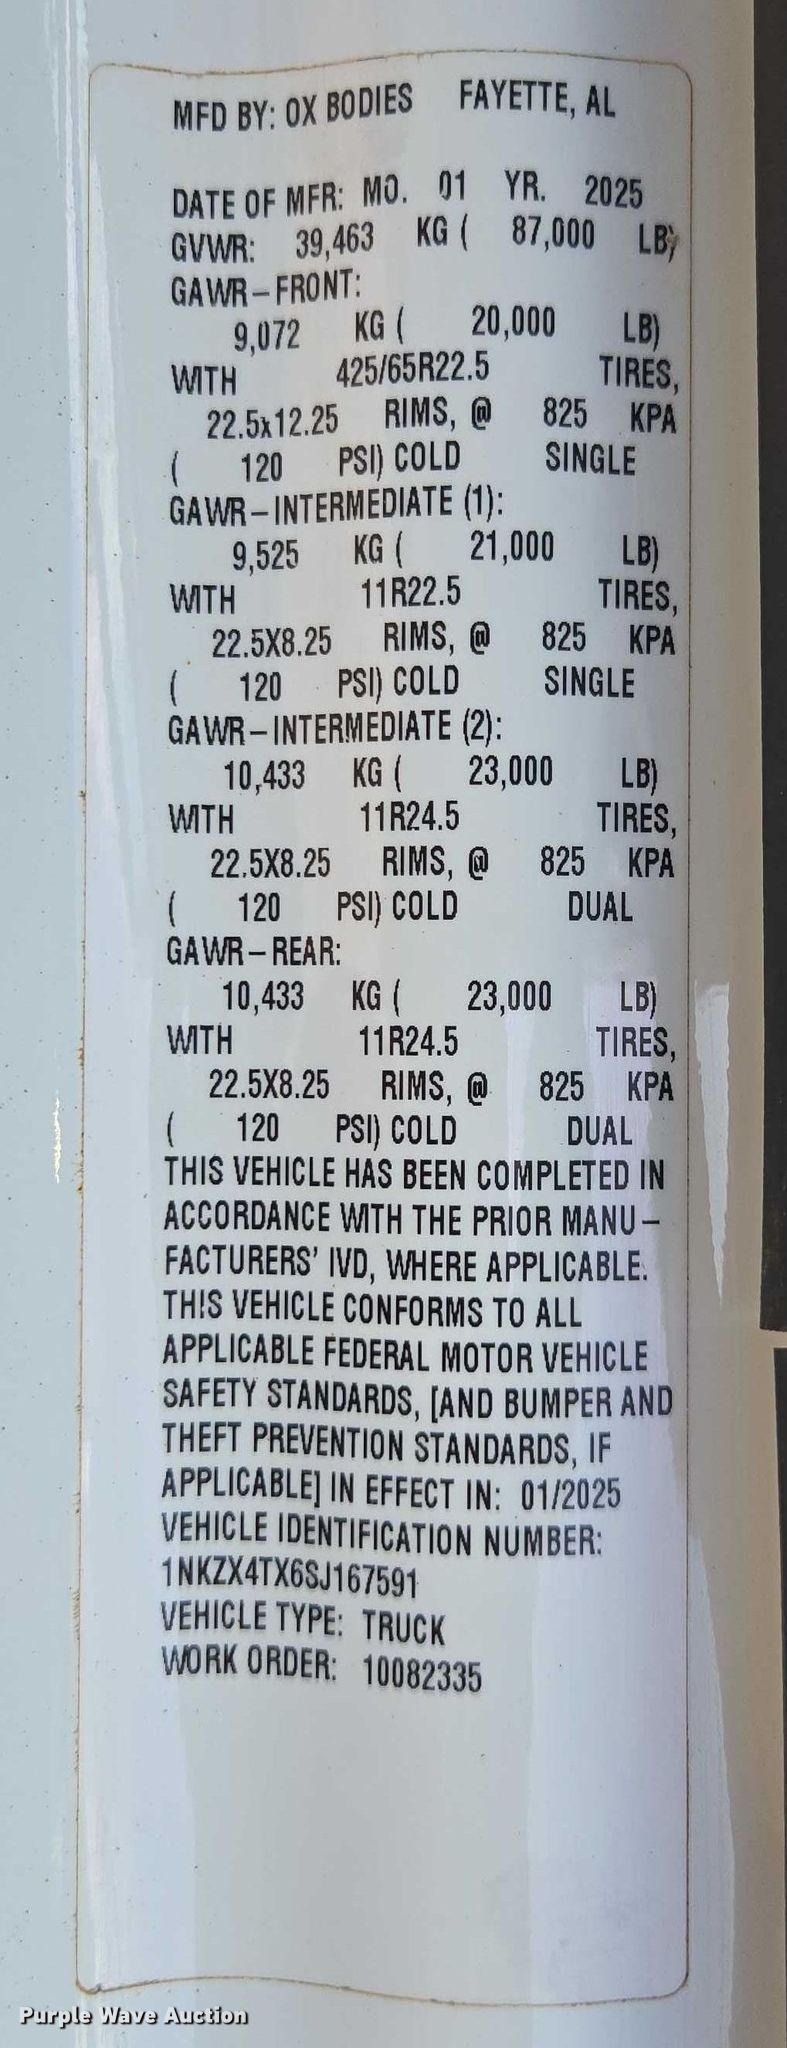 MFD BY: OX BODIES FAYETTE, AL
DATE OF MFR: MO. 01 YR. 2025
GVWR: 39,463 KG ( 87,000 LB)
GAWR-FRONT:
9,072 KG ( 20,000 LB)
WITH 425/65R22.5 TIRES,
22.5x12.25 RIMS, @ 825 KPA
( 120 PSI) COLD SINGLE
GAWR-INTERMEDIATE (1):
9,525 KG ( 21,000 LB)
WITH 11R22.5 TIRES,
22.5X8.25 RIMS, @ 825 KPA
( 120 PSI) COLD SINGLE
GAWR-INTERMEDIATE (2):
10,433 KG ( 23,000 LB)
WITH 11R24.5 TIRES,
22.5X8.25 RIMS, @ 825 KPA
( 120 PSI) COLD DUAL
GAWR-REAR:
10,433 KG ( 23,000 LB)
WITH 11R24.5 TIRES,
22.5X8.25 RIMS, @ 825 KPA
( 120 PSI) COLD DUAL
THIS VEHICLE HAS BEEN COMPLETED IN
ACCORDANCE WITH THE PRIOR MANU-
FACTURERS' IVD, WHERE APPLICABLE.
THIS VEHICLE CONFORMS TO ALL
APPLICABLE FEDERAL MOTOR VEHICLE
SAFETY STANDARDS, [AND BUMPER AND
THEFT PREVENTION STANDARDS, IF
APPLICABLE] IN EFFECT IN: 01/2025
VEHICLE IDENTIFICATION NUMBER:
1NKZX4TX6SJ167591
VEHICLE TYPE: TRUCK
WORK ORDER: 10082335
Purple Wave Auction